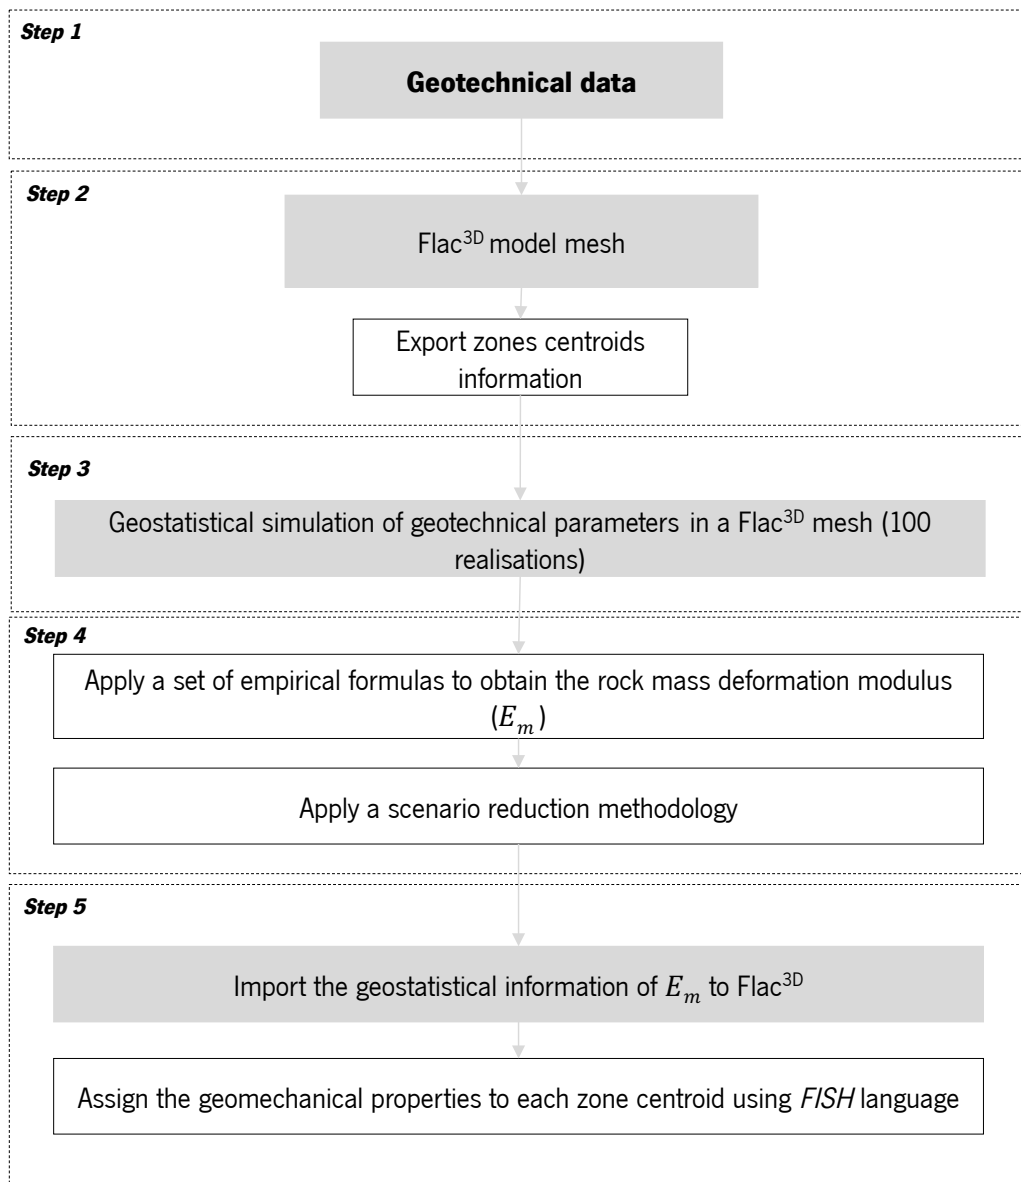 Step 1
Geotechnical data
Step 2
Flac³ᴰ model mesh
Export zones centroids
information
Step 3
Geostatistical simulation of geotechnical parameters in a Flac³ᴰ mesh (100
realisations)
Step 4
Apply a set of empirical formulas to obtain the rock mass deformation modulus
(Eₘ)
Apply a scenario reduction methodology
Step 5
Import the geostatistical information of Eₘ to Flac³ᴰ
Assign the geomechanical properties to each zone centroid using FISH language